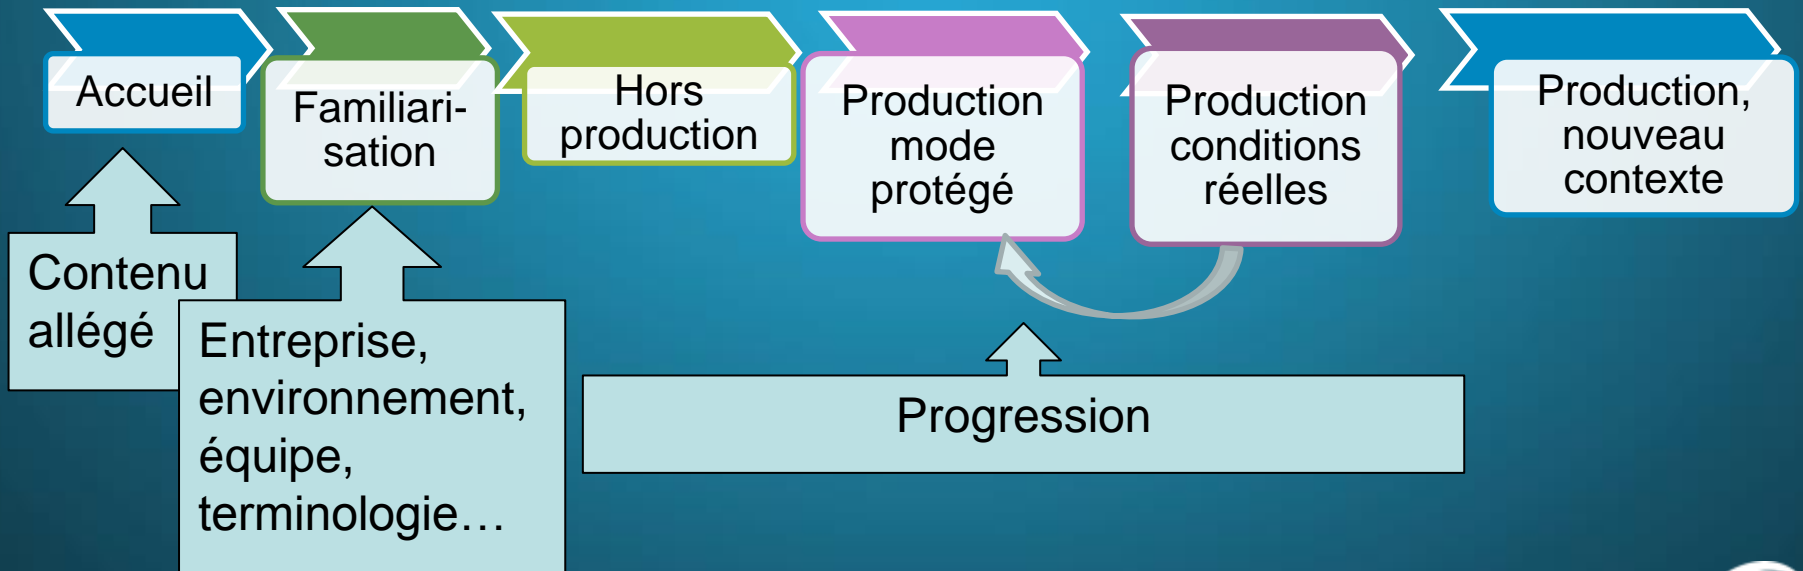 Accueil
Familiari-
sation
Hors
production
Production
mode
protégé
Production
conditions
réelles
Production,
nouveau
contexte
Contenu
allégé
Entreprise,
environnement,
équipe,
terminologie…
Progression